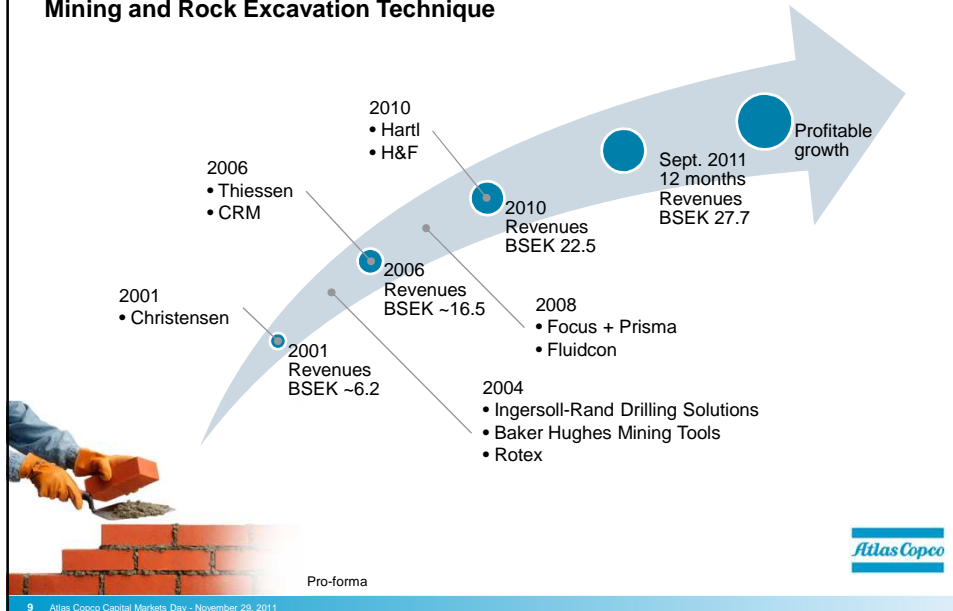 Mining and Rock Excavation Technique
2010
• Hartl
• H&F
2006
• Thiessen
• CRM
2001
• Christensen
Profitable
growth
Sept. 2011
12 months
Revenues
BSEK 27.7
2010
Revenues
BSEK 22.5
2006
Revenues
BSEK ~16.5
2001
Revenues
BSEK ~6.2
2008
• Focus + Prisma
• Fluidcon
2004
• Ingersoll-Rand Drilling Solutions
• Baker Hughes Mining Tools
• Rotex
Atlas Copco
Pro-forma
9 Atlas Copco Capital Markets Day - November 29, 2011